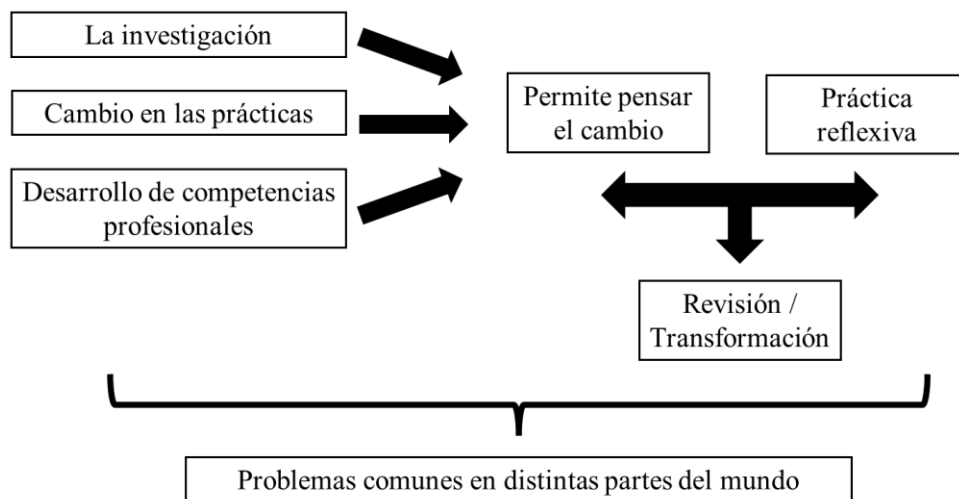 La investigación
Cambio en las prácticas
Desarrollo de competencias
profesionales
Permite pensar
el cambio
Práctica
reflexiva
Revisión /
Transformación
Problemas comunes en distintas partes del mundo